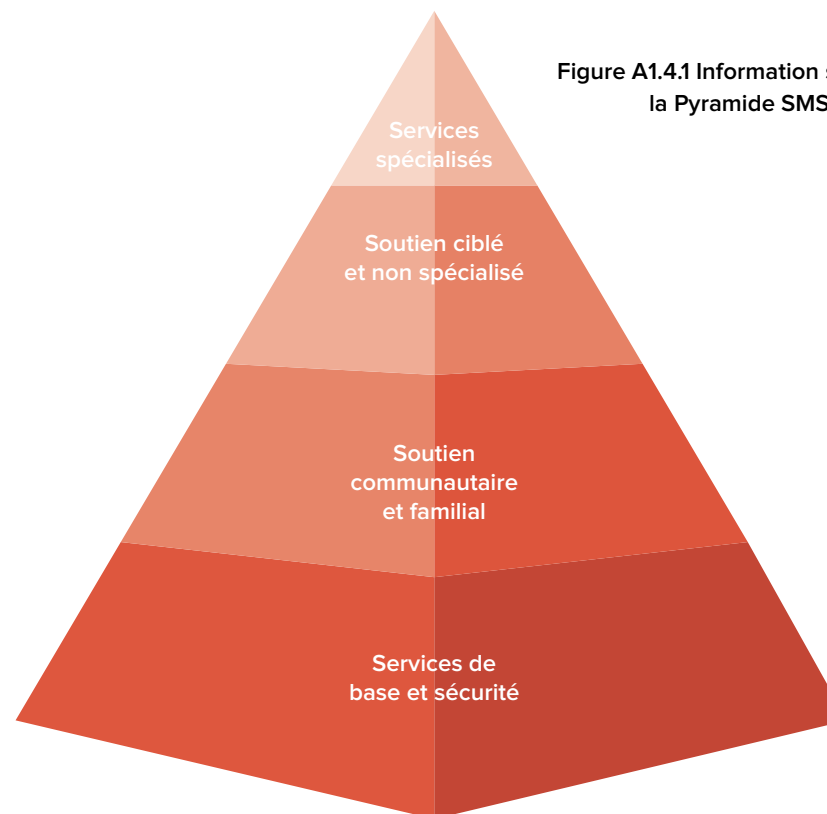 Figure A1.4.1 Information
la Pyramide SMS
Services
spécialisés
Soutien ciblé
et non spécialisé
Soutien
communautaire
et familial
Services de
base et sécurité